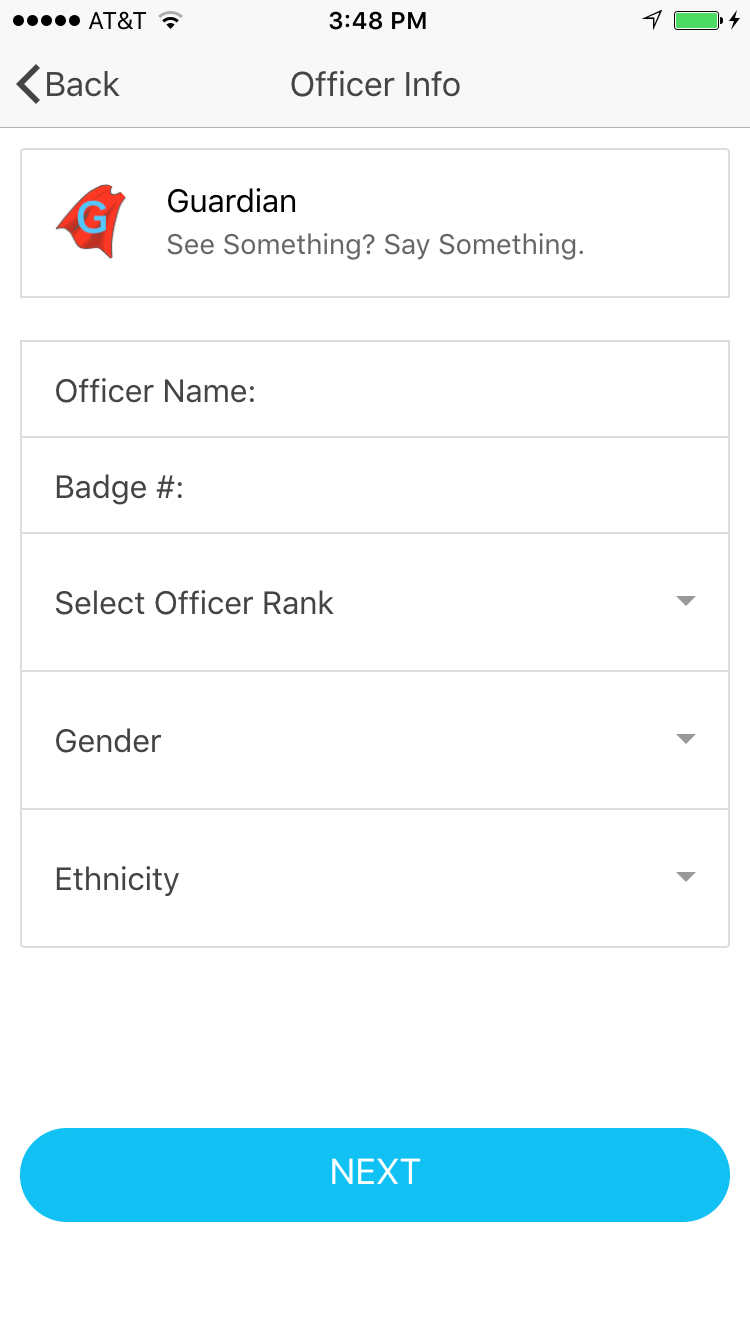 AT&T 3:48 PM
Back Officer Info
G
Guardian
See Something? Say Something.
Officer Name:
Badge #:
Select Officer Rank
Gender
Ethnicity
NEXT